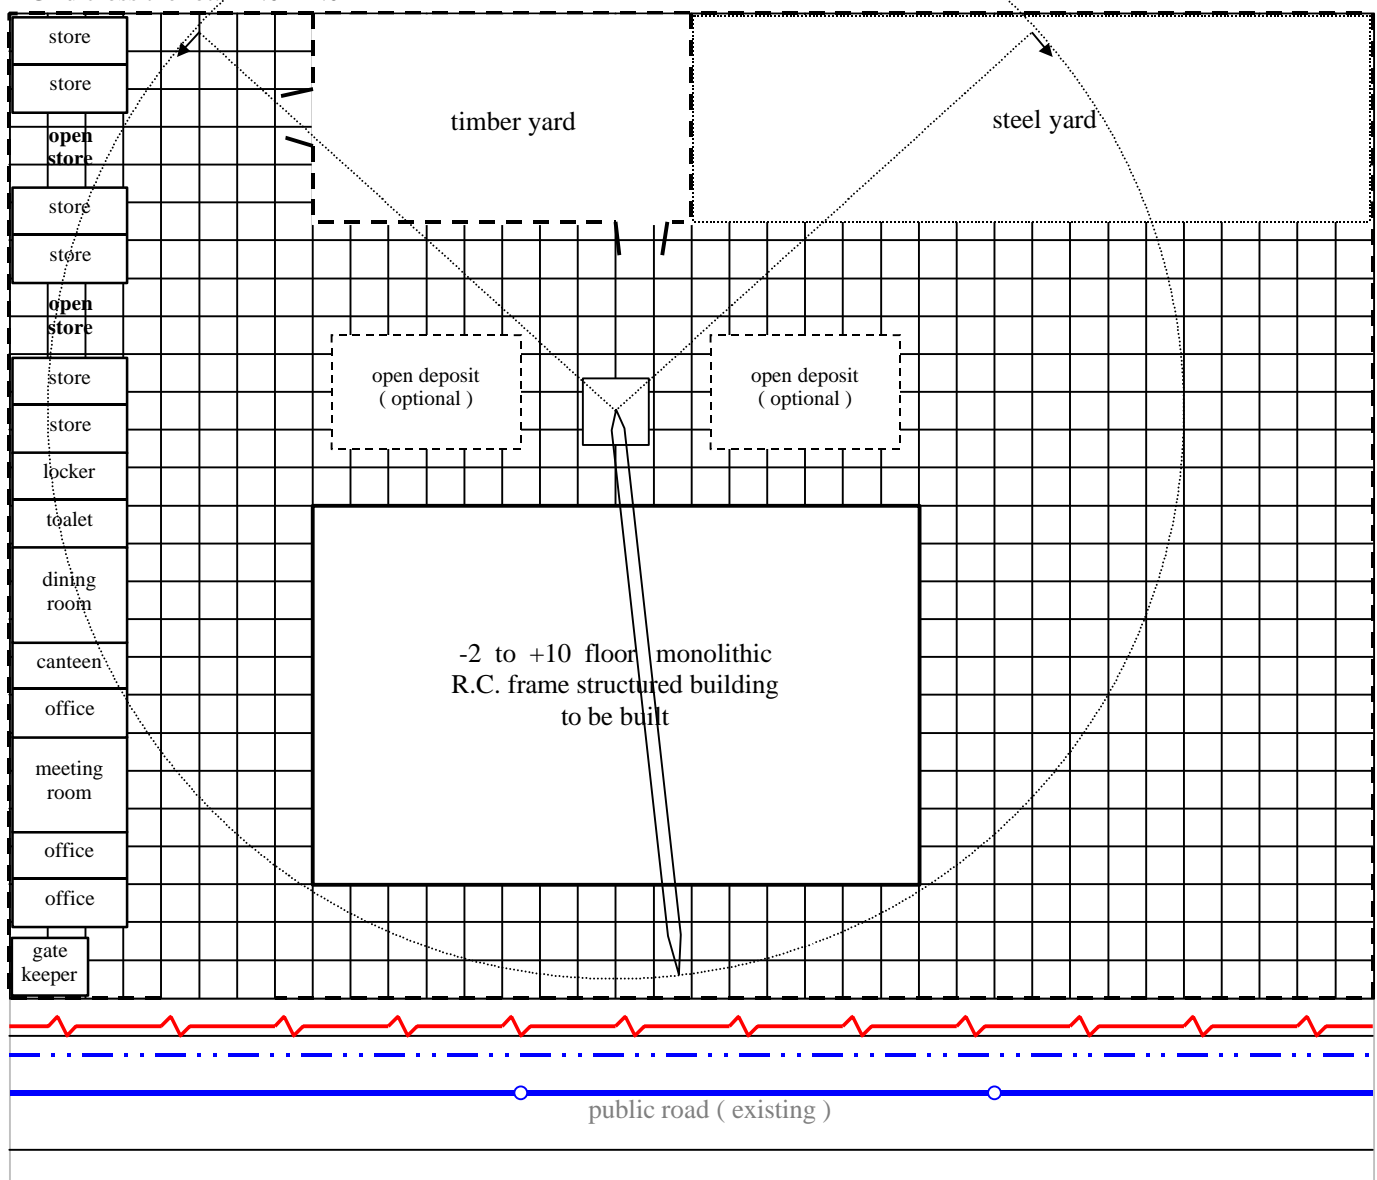 store
store
open
store
store
store
open
store
store
store
locker
toalet
dining
room
canteen
office
meeting
room
office
office
gate
keeper
timber yard
steel yard
open deposit
( optional )
open deposit
( optional )
-2 to +10 floor monolithic
R.C. frame structured building
to be built
public road ( existing )